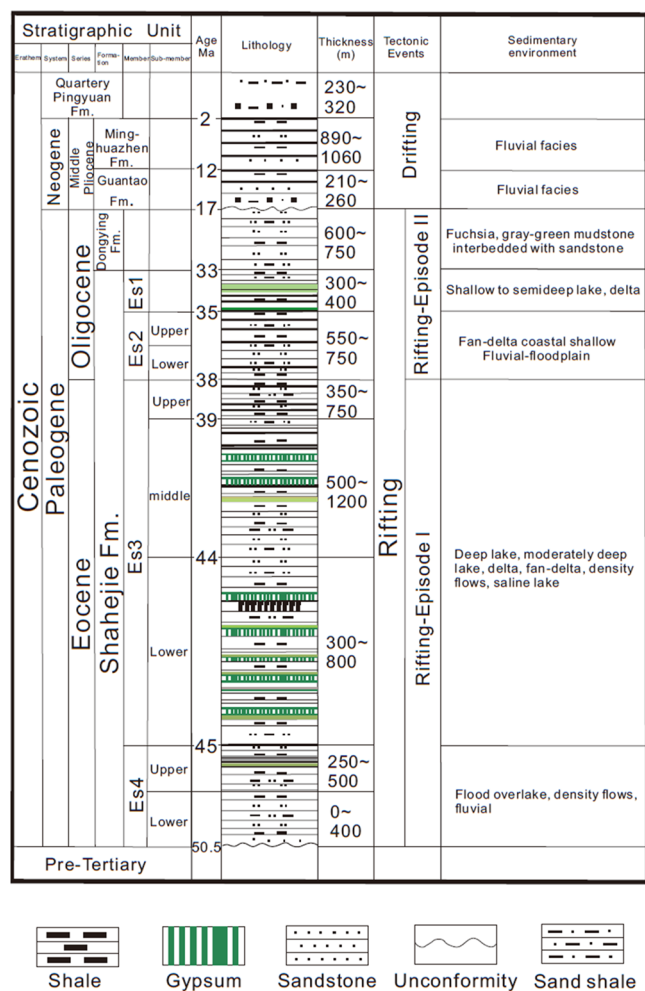 Stratigraphic Unit
Age
Ma
Lithology
Thickness
(m)
Tectonic
Events
Sedimentary
environment
Erathem
System
Series
Forma-
tion
Member
Sub-member
Quartery
Pingyuan
Fm.
230~
320
2
Cenozoic
Neogene
Middle
Pliocene
Ming-
huazhen
Fm.
890~
1060
Drifting
Fluvial facies
12
Guantao
Fm.
210~
260
Fluvial facies
17
Paleogene
Oligocene
Dongying
Fm.
600~
750
Rifting
Rifting-Episode II
Fuchsia, gray-green mudstone
interbedded with sandstone
33
Shahejie Fm.
Es1
300~
400
Shallow to semideep lake, delta
35
Es2
Upper
Lower
550~
750
Fan-delta coastal shallow
Fluvial-floodplain
38
Eocene
Es3
Upper
350~
750
Rifting-Episode I
39
middle
500~
1200
44
Deep lake, moderately deep
lake, delta, fan-delta, density
flows, saline lake
Lower
300~
800
45
Es4
Upper
250~
500
Flood overlake, density flows,
fluvial
Lower
0~
400
50.5
Pre-Tertiary
Shale
Gypsum
Sandstone
Unconformity
Sand shale